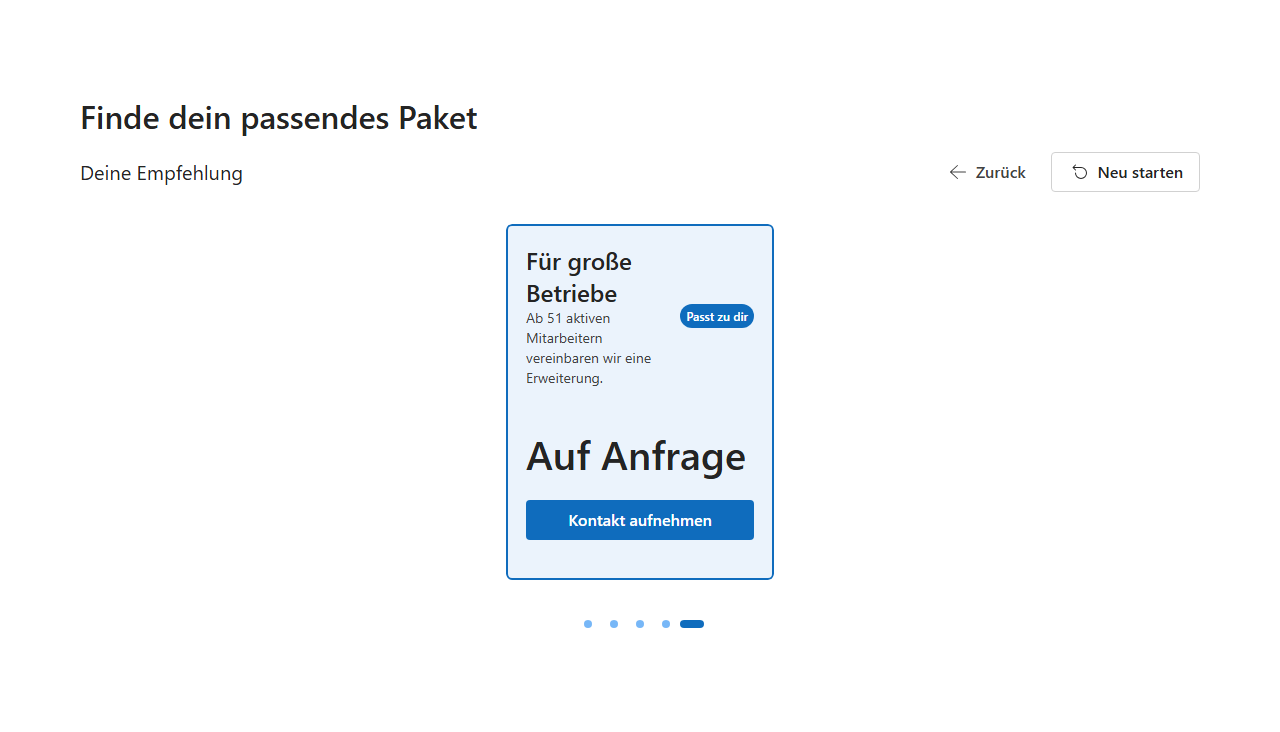 Finde dein passendes Paket
Deine Empfehlung
Zurück
Neu starten
Für große
Betriebe
Ab 51 aktiven
Mitarbeitern
vereinbaren wir eine
Erweiterung.
Passt zu dir
Auf Anfrage
Kontakt aufnehmen